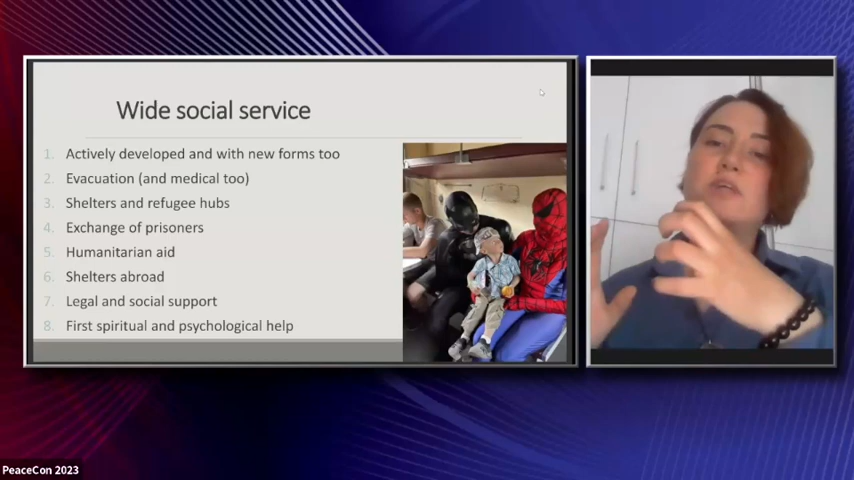 Wide social service
1. Actively developed and with new forms too
2. Evacuation (and medical too)
3. Shelters and refugee hubs
4. Exchange of prisoners
5. Humanitarian aid
6. Shelters abroad
7. Legal and social support
8. First spiritual and psychological help
PeaceCon 2023